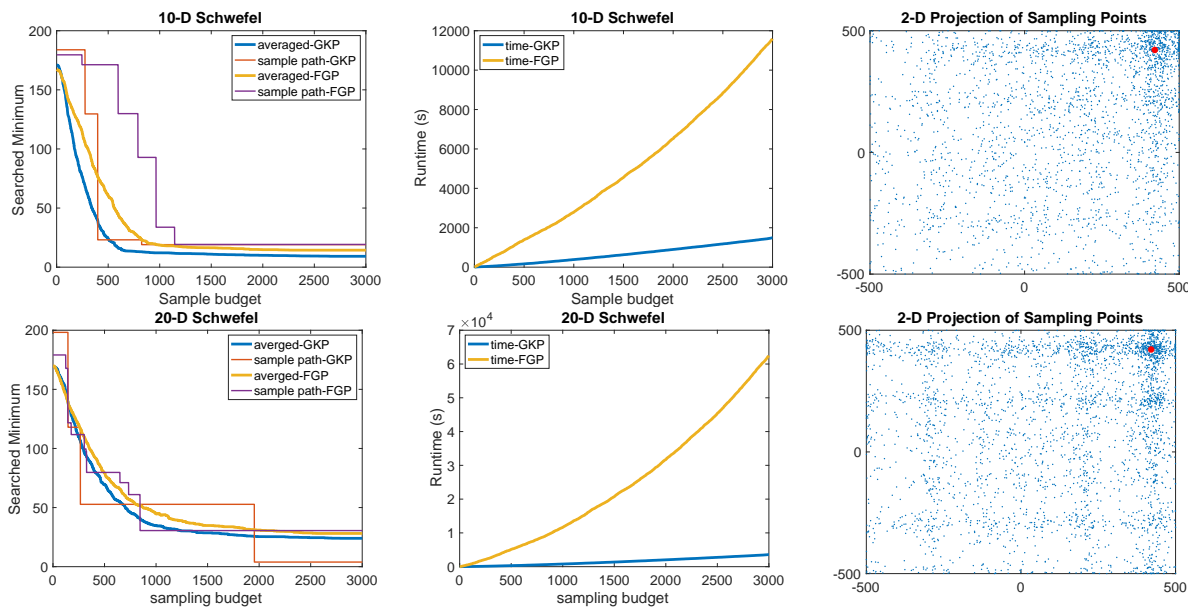 10-D Schwefel
200
150
100
50
0
Searched Minimum
averaged-GKP
sample path-GKP
averaged-FGP
sample path-FGP
0 500 1000 1500 2000 2500 3000
Sample budget
10-D Schwefel
12000
10000
8000
6000
4000
2000
0
Runtime (s)
time-GKP
time-FGP
0 500 1000 1500 2000 2500 3000
Sample budget
2-D Projection of Sampling Points
500
0
-500
-500 0 500
20-D Schwefel
200
150
100
50
0
Searched Minimum
averged-GKP
sample path-GKP
averged-FGP
sample path-FGP
0 500 1000 1500 2000 2500 3000
sampling budget
20-D Schwefel
×10⁴
7
6
5
4
3
2
1
0
Runtime (s)
time-GKP
time-FGP
0 500 1000 1500 2000 2500 3000
sampling budget
2-D Projection of Sampling Points
500
0
-500
-500 0 500